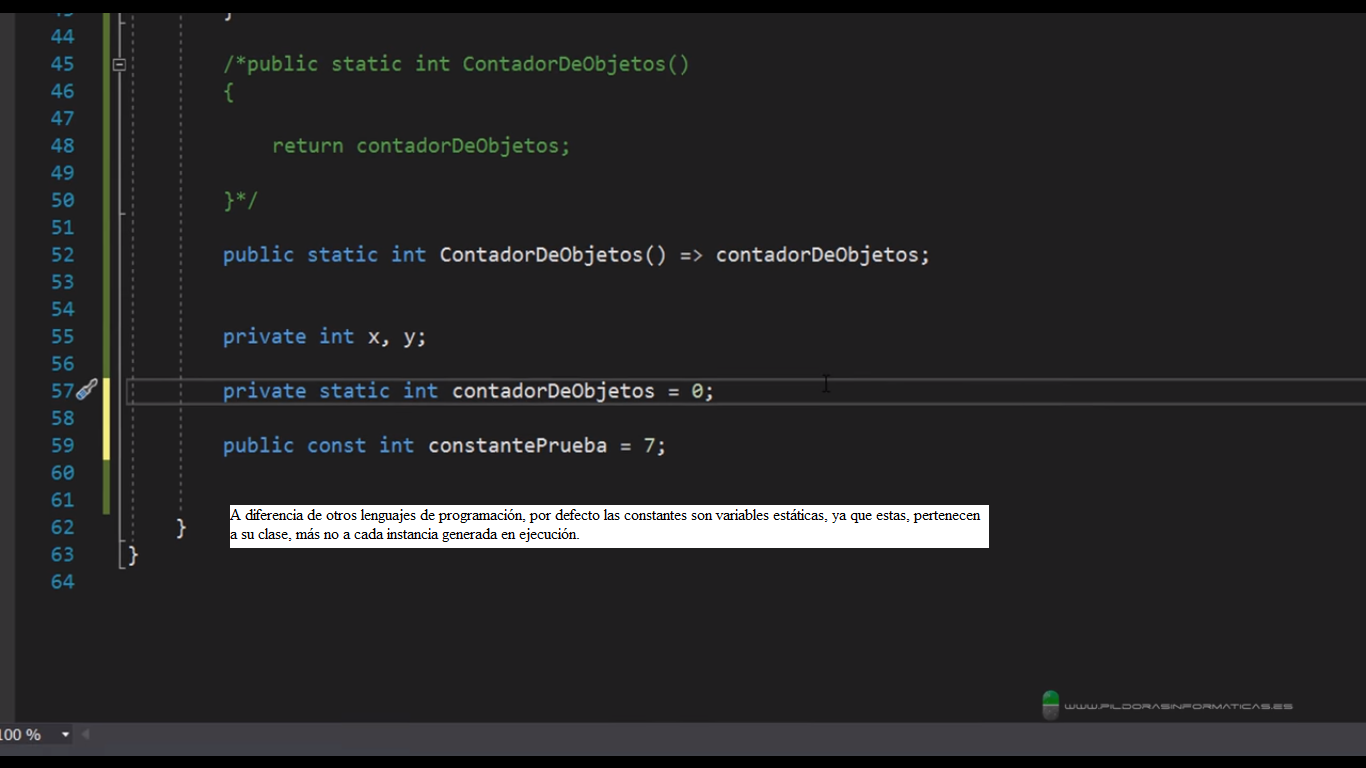 43 }
44
45 /*public static int ContadorDeObjetos()
46 {
47
48 return contadorDeObjetos;
49
50 }*/
51
52 public static int ContadorDeObjetos() => contadorDeObjetos;
53
54
55 private int x, y;
56
57 private static int contadorDeObjetos = 0;
58
59 public const int constantePrueba = 7;
60
61
62 }
63 }
64
A diferencia de otros lenguajes de programación, por defecto las constantes son variables estáticas, ya que estas, pertenecen
a su clase, más no a cada instancia generada en ejecución.
WWW.PILDORASINFORMATICAS.ES
100 %